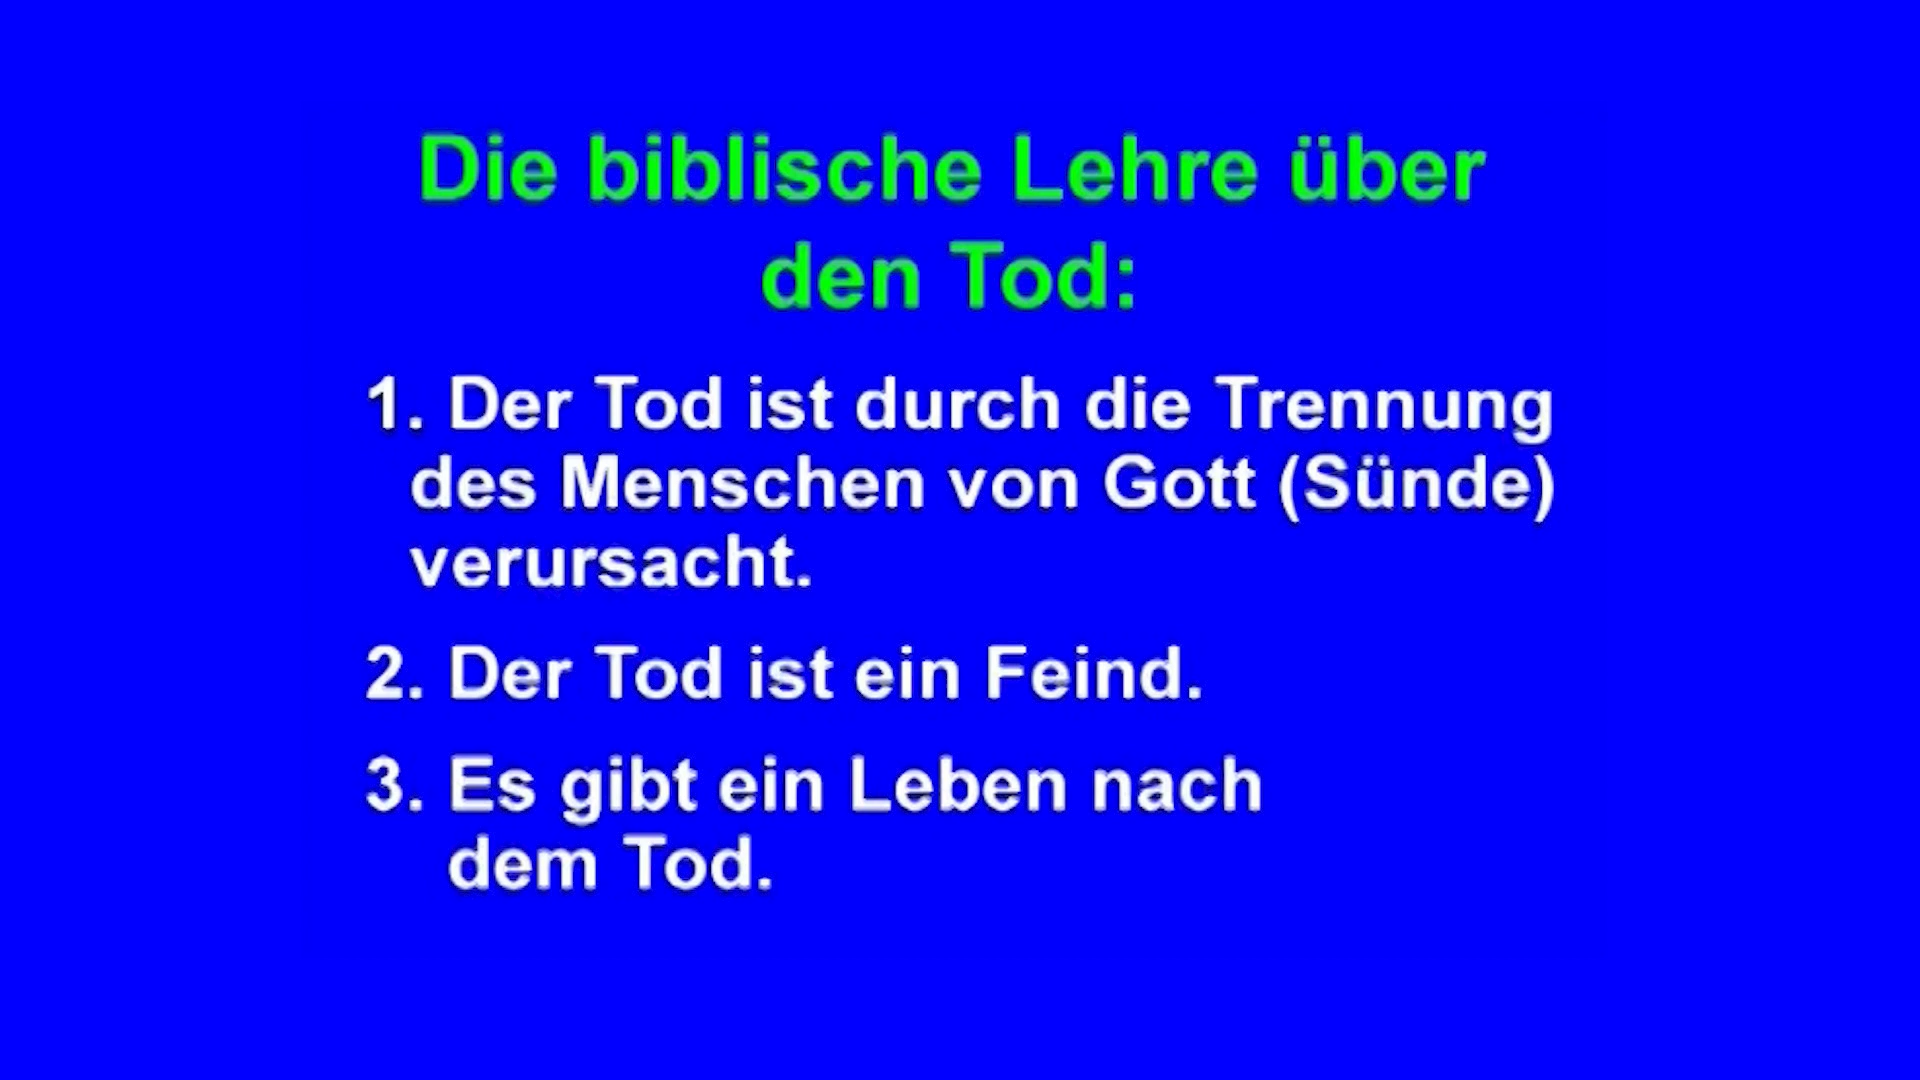 Die biblische Lehre über
den Tod:
1. Der Tod ist durch die Trennung
des Menschen von Gott (Sünde)
verursacht.
2. Der Tod ist ein Feind.
3. Es gibt ein Leben nach
dem Tod.